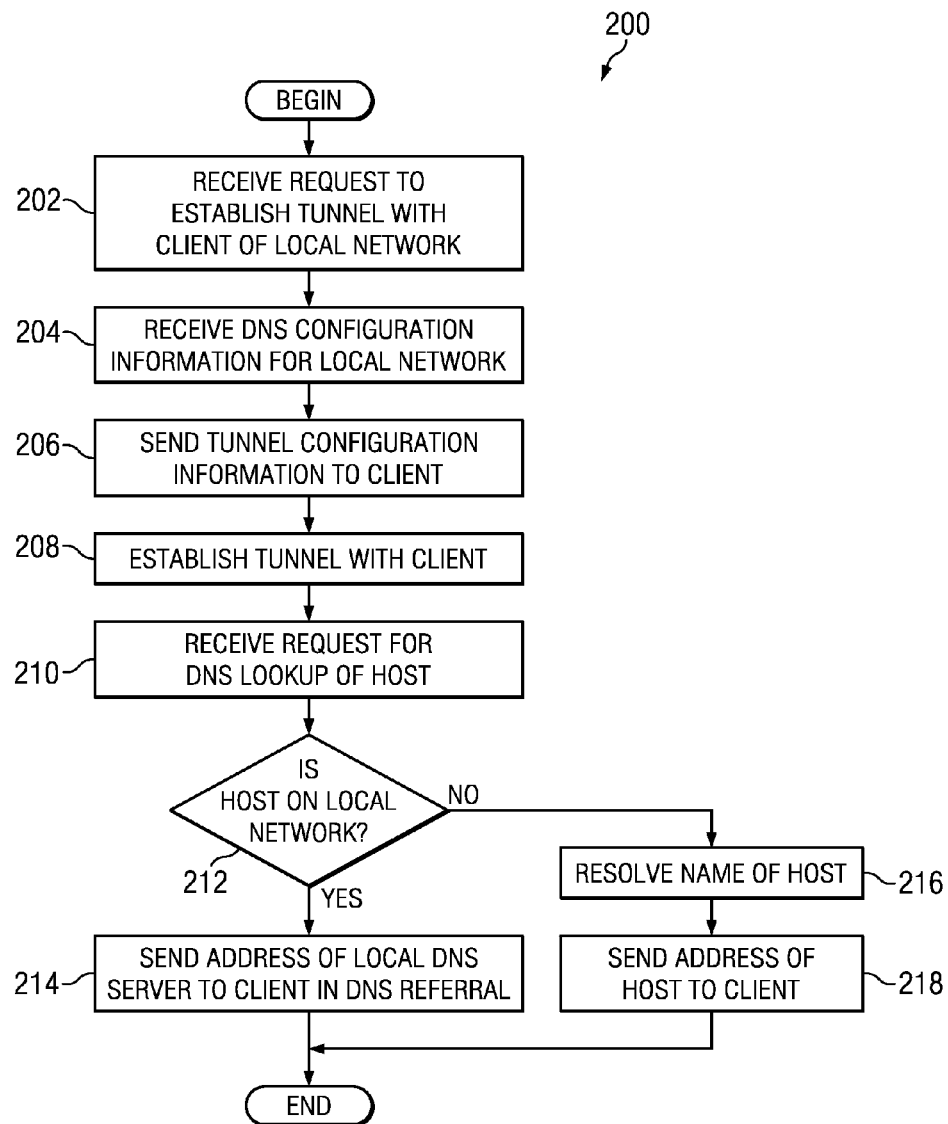 200
BEGIN
202
RECEIVE REQUEST TO
ESTABLISH TUNNEL WITH
CLIENT OF LOCAL NETWORK
204
RECEIVE DNS CONFIGURATION
INFORMATION FOR LOCAL NETWORK
206
SEND TUNNEL CONFIGURATION
INFORMATION TO CLIENT
208
ESTABLISH TUNNEL WITH CLIENT
210
RECEIVE REQUEST FOR
DNS LOOKUP OF HOST
IS
HOST ON LOCAL
NETWORK?
212
NO
YES
214
SEND ADDRESS OF LOCAL DNS
SERVER TO CLIENT IN DNS REFERRAL
RESOLVE NAME OF HOST
216
SEND ADDRESS OF
HOST TO CLIENT
218
END